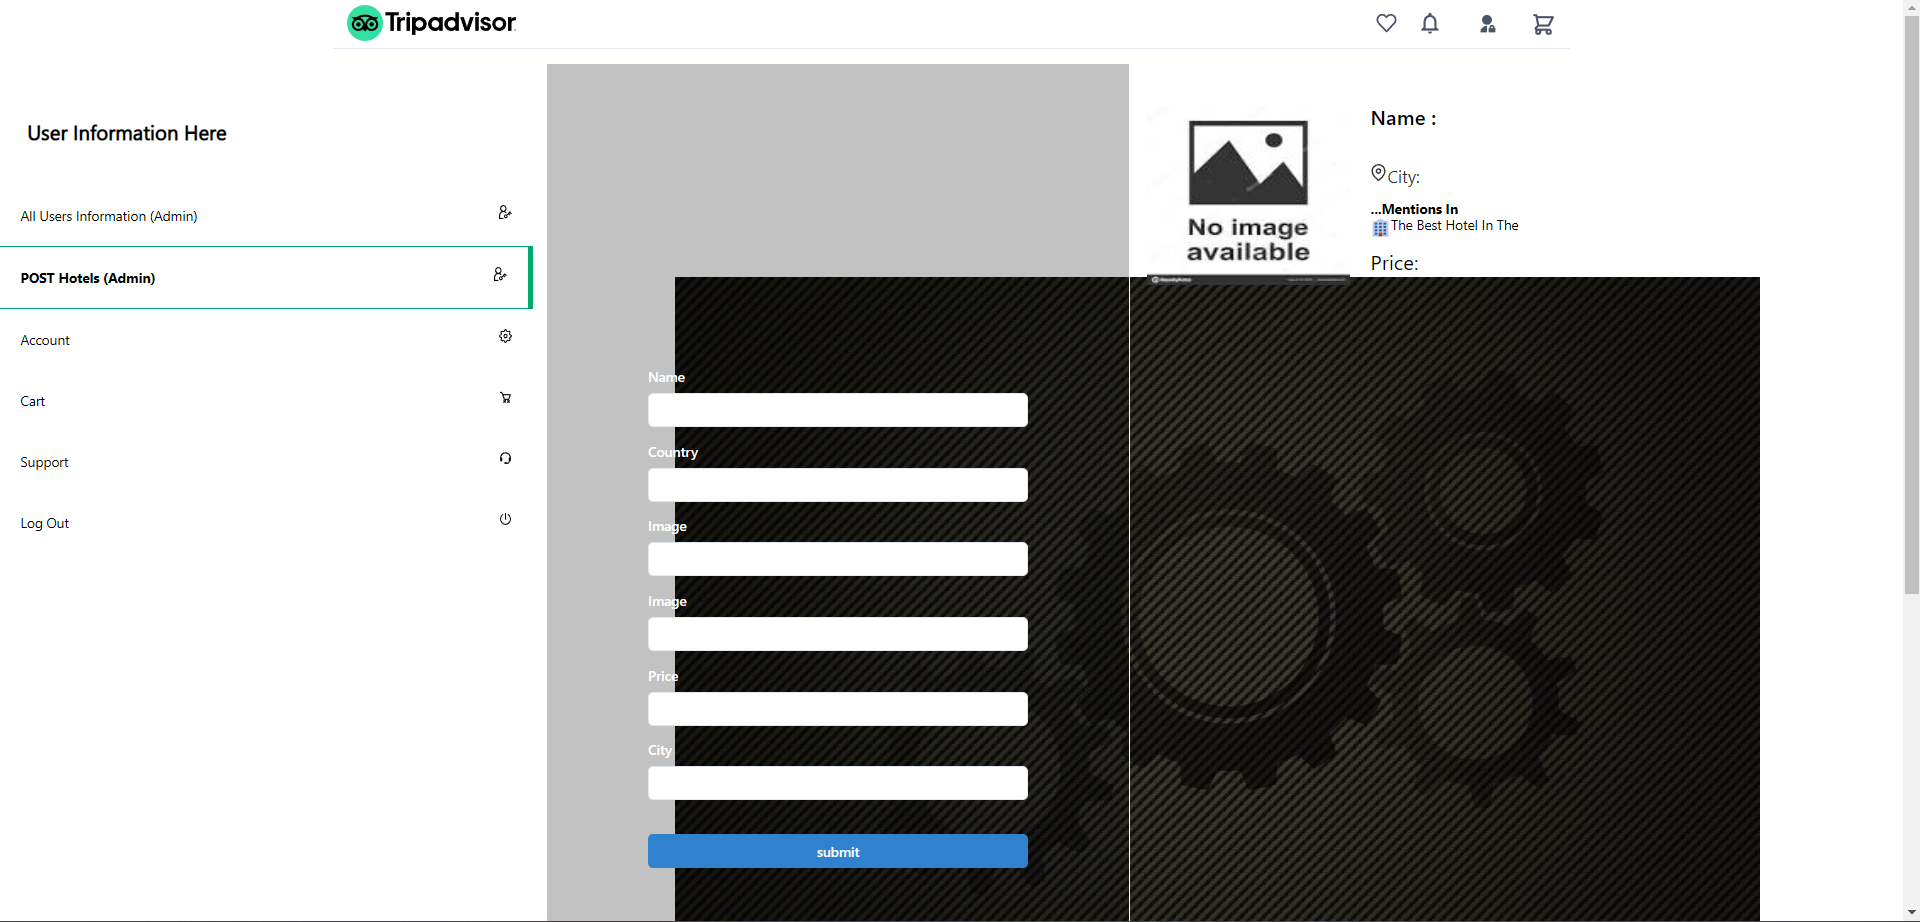 Tripadvisor
User Information Here
All Users Information (Admin)
POST Hotels (Admin)
Account
Cart
Support
Log Out
Name
Country
Image
Image
Price
City
submit
No image
available
Name :
City:
...Mentions In
The Best Hotel In The
Price: